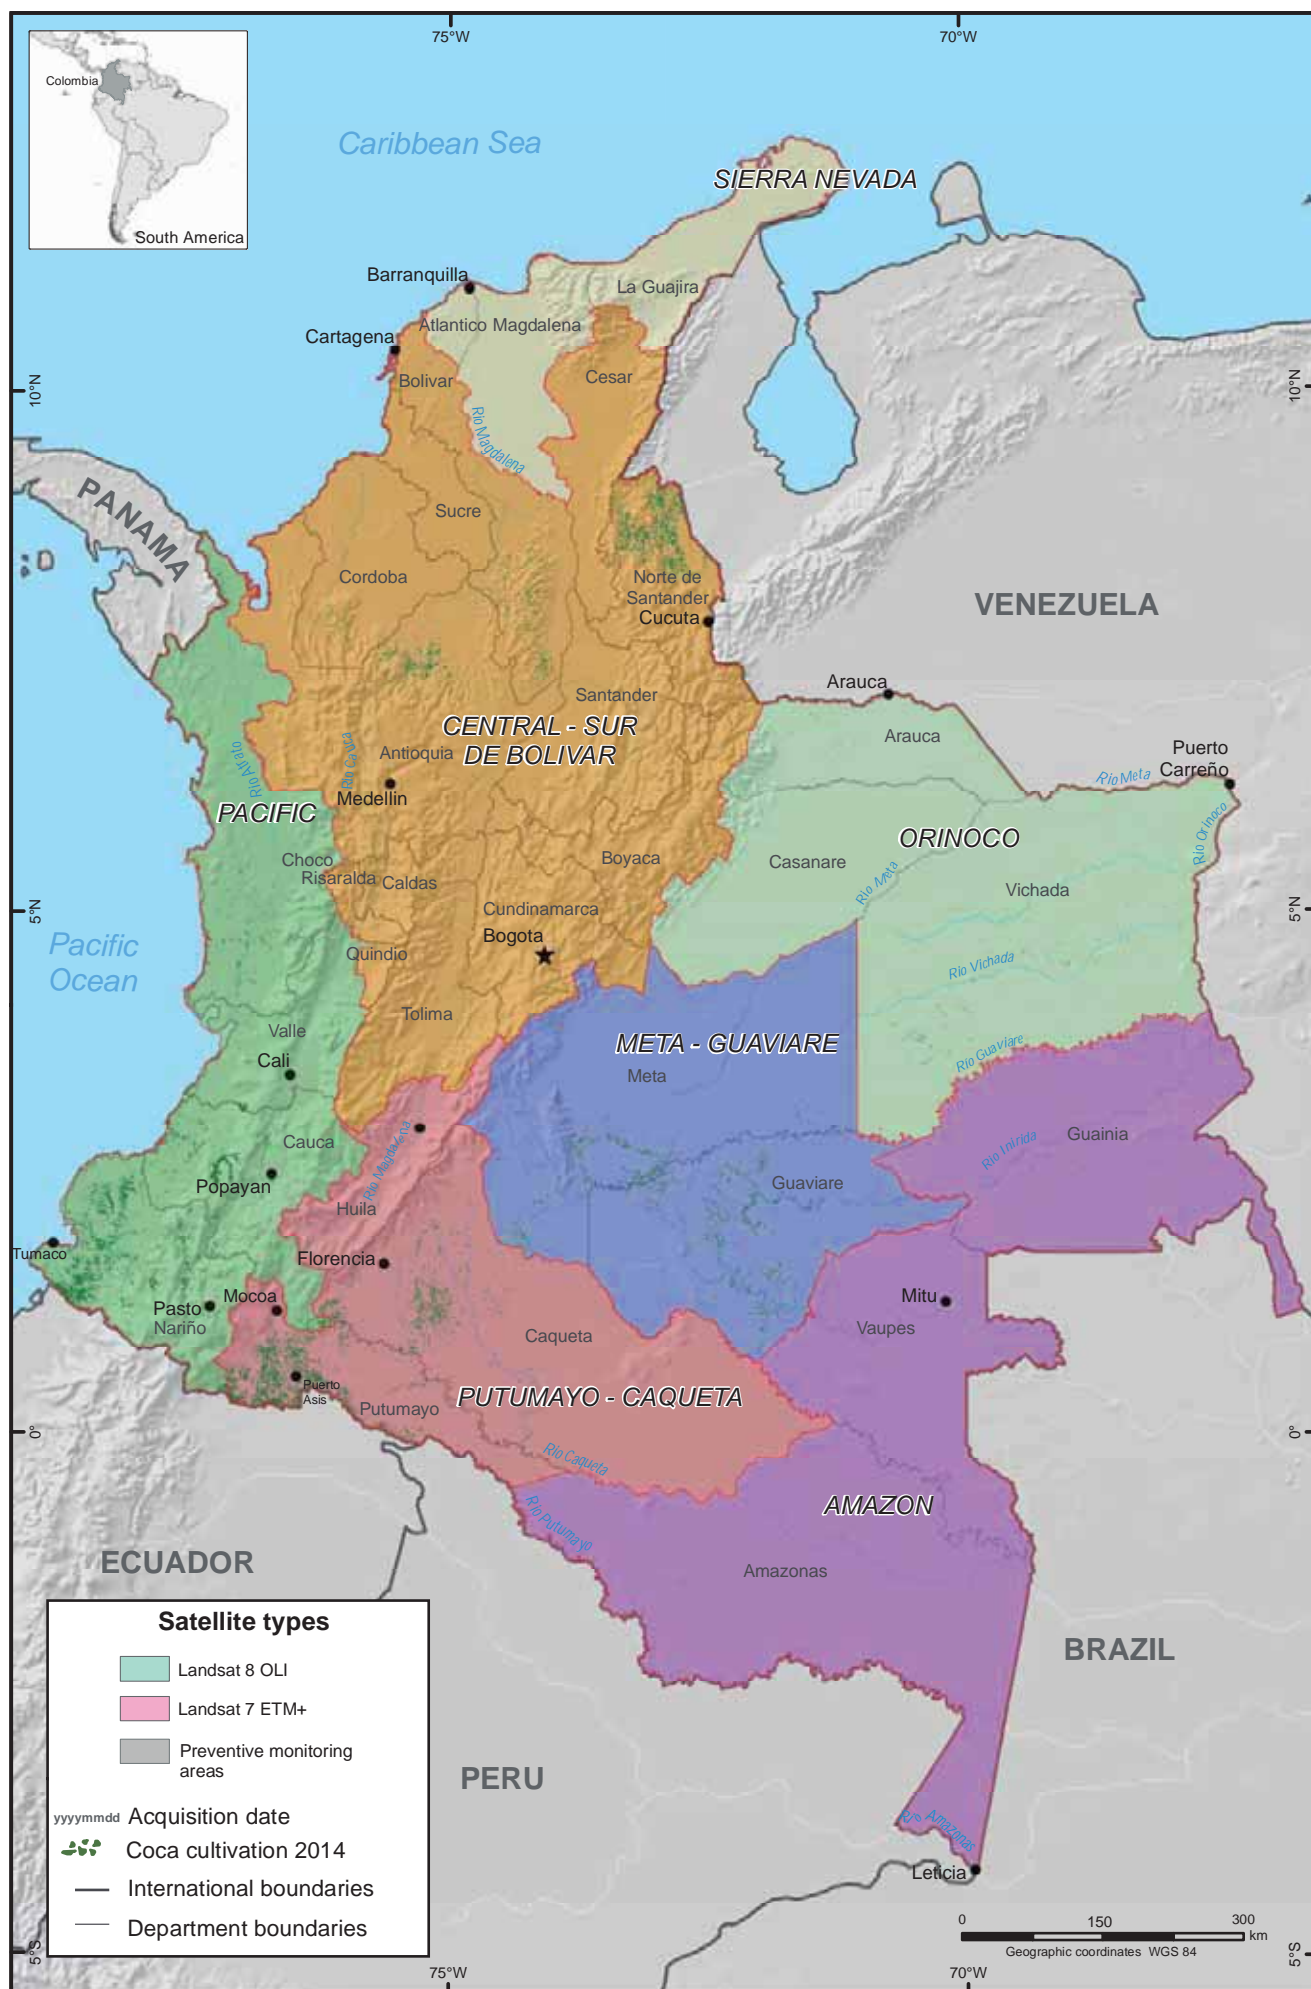 75°W
70°W
Colombia
South America
Caribbean Sea
SIERRA NEVADA
Barranquilla
La Guajira
Atlantico Magdalena
Cartagena
Bolivar
Cesar
10°N
10°N
Rio Magdalena
PANAMA
Sucre
Cordoba
Norte de
Santander
Cucuta
VENEZUELA
Arauca
Santander
CENTRAL - SUR
DE BOLIVAR
Arauca
Antioquia
Rio Cauca
Rio Atrato
Medellin
Puerto
Carreño
Rio Meta
PACIFIC
ORINOCO
Rio Orinoco
Choco
Risaralda
Caldas
Boyaca
Casanare
Rio Meta
Vichada
Cundinamarca
Bogota
5°N
5°N
Pacific
Ocean
Quindio
Rio Vichada
Tolima
Valle
META - GUAVIARE
Rio Guaviare
Cali
Meta
Cauca
Rio Magdalena
Guainia
Rio Inirida
Popayan
Guaviare
Huila
Tumaco
Florencia
Mocoa
Pasto
Nariño
Mitu
Vaupes
Caqueta
Puerto
Asis
Putumayo
PUTUMAYO - CAQUETA
0°
0°
Rio Caqueta
Rio Putumayo
AMAZON
ECUADOR
Amazonas
Satellite types
Landsat 8 OLI
Landsat 7 ETM+
Preventive monitoring
areas
yyyymmdd Acquisition date
Coca cultivation 2014
International boundaries
Department boundaries
BRAZIL
PERU
Rio Amazonas
Leticia
0 150 300
km
Geographic coordinates WGS 84
5°S
5°S
75°W
70°W